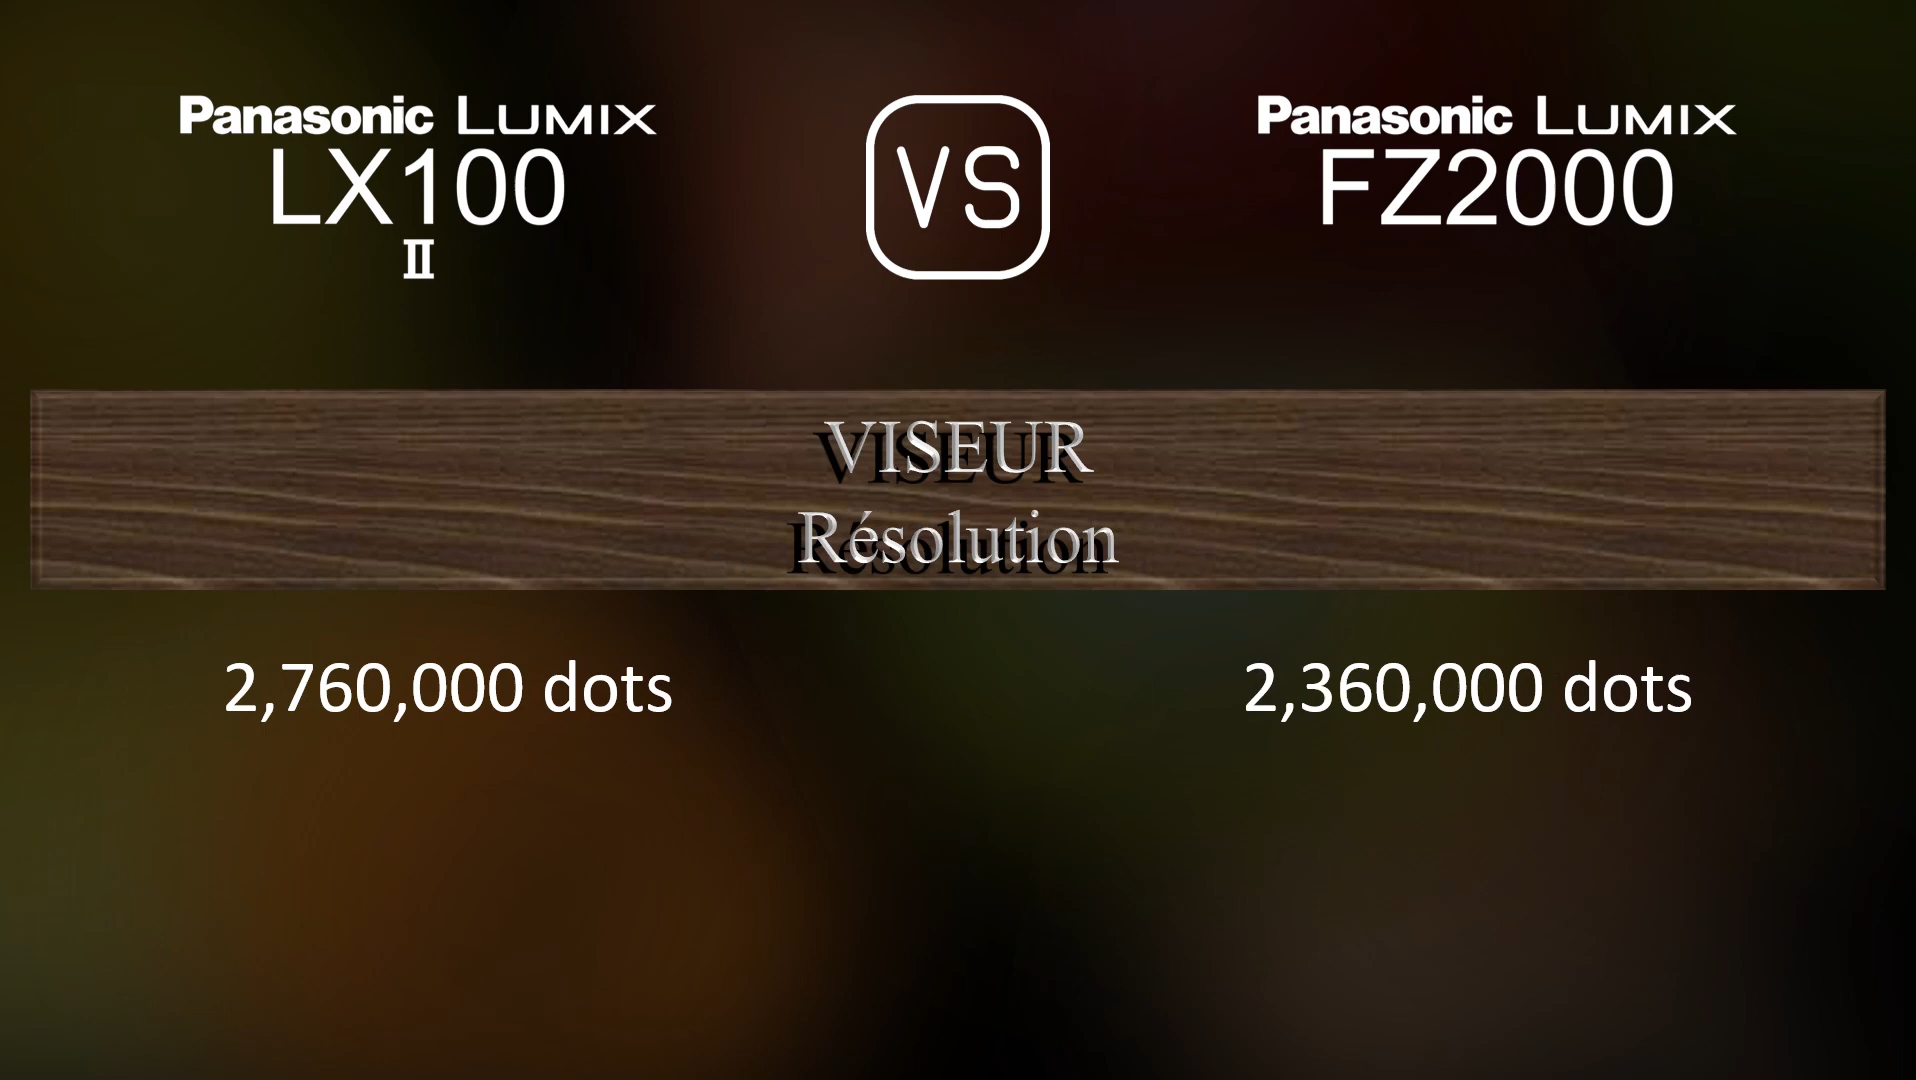 Panasonic LUMIX
LX100
II
VS
Panasonic LUMIX
FZ2000
VISEUR
Résolution
2,760,000 dots
2,360,000 dots